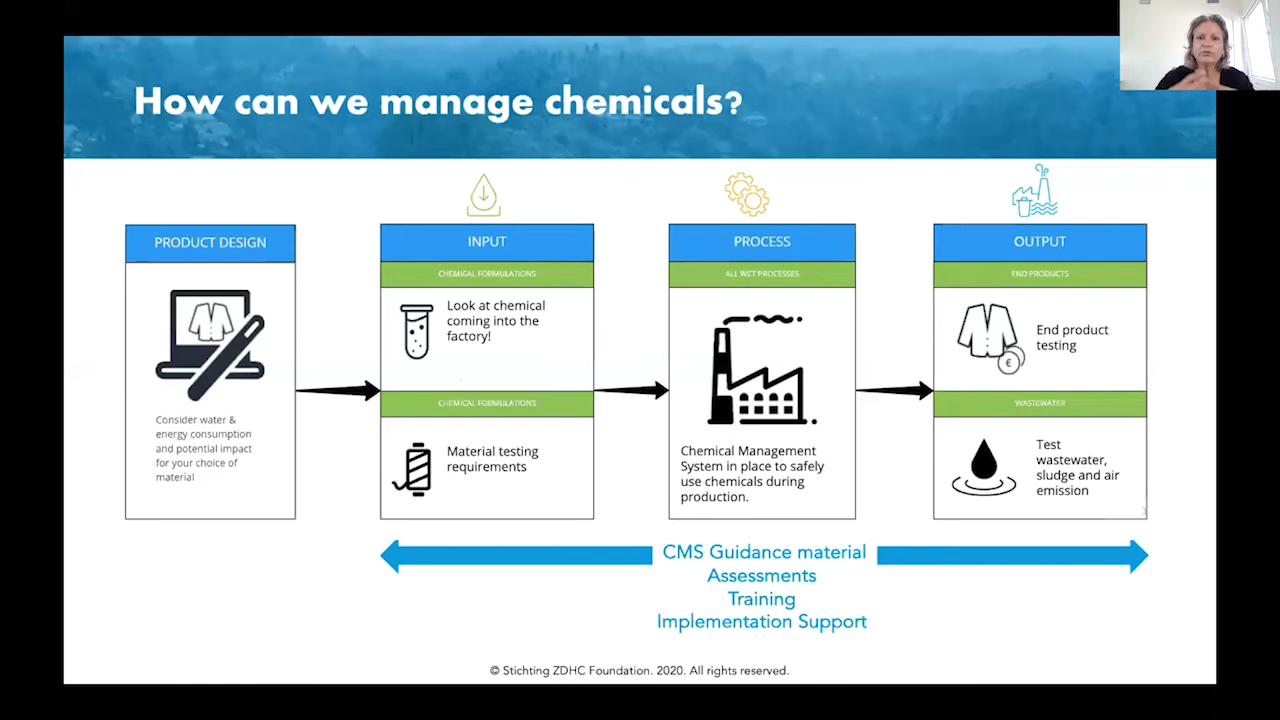 How can we manage chemicals?
PRODUCT DESIGN
Consider water &
energy consumption
and potential impact
for your choice of
material
INPUT
CHEMICAL FORMULATIONS
Look at chemical
coming into the
factory!
CHEMICAL FORMULATIONS
Material testing
requirements
PROCESS
ALL WET PROCESSES
Chemical Management
System in place to safely
use chemicals during
production.
OUTPUT
END PRODUCTS
€
End product
testing
WASTEWATER
Test
wastewater,
sludge and air
emission
CMS Guidance material
Assessments
Training
Implementation Support
© Stichting ZDHC Foundation. 2020. All rights reserved.